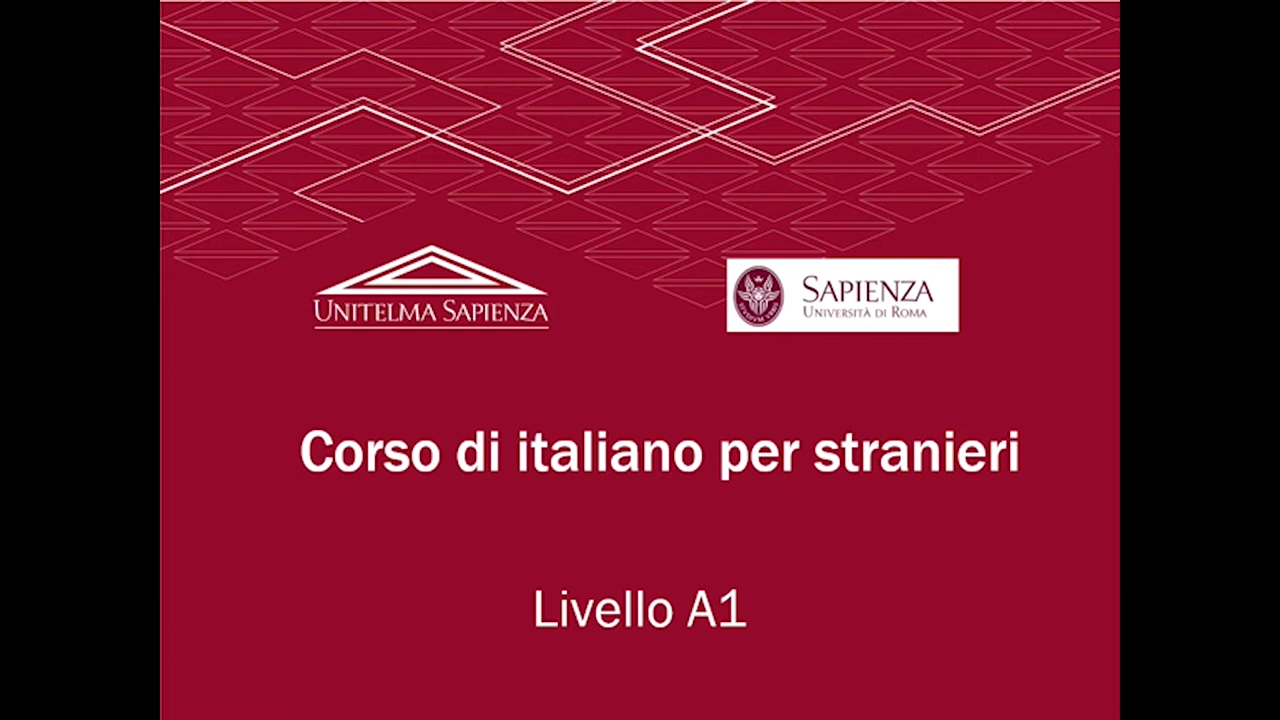 UNITELMA SAPIENZA
SAPIENZA
UNIVERSITÀ DI ROMA
Corso di italiano per stranieri
Livello A1